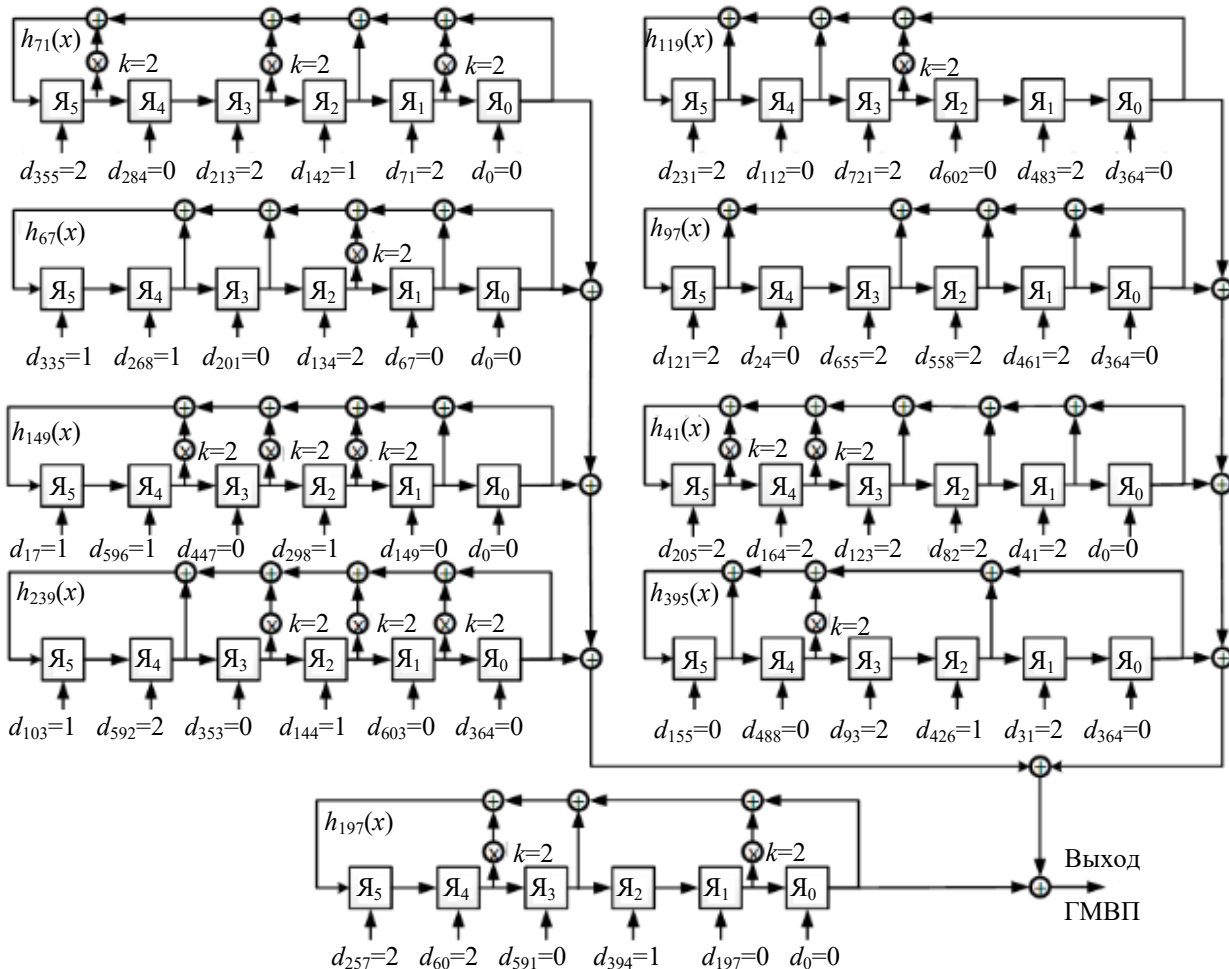 h₇₁(x)
k=2 k=2 k=2
Я₅ Я₄ Я₃ Я₂ Я₁ Я₀
d₃₅₅=2 d₂₈₄=0 d₂₁₃=2 d₁₄₂=1 d₇₁=2 d₀=0
h₆₇(x)
k=2
Я₅ Я₄ Я₃ Я₂ Я₁ Я₀
d₃₃₅=1 d₂₆₈=1 d₂₀₁=0 d₁₃₄=2 d₆₇=0 d₀=0
h₁₄₉(x)
k=2 k=2 k=2
Я₅ Я₄ Я₃ Я₂ Я₁ Я₀
d₁₇=1 d₅₉₆=1 d₄₄₇=0 d₂₉₈=1 d₁₄₉=0 d₀=0
h₂₃₉(x)
k=2 k=2 k=2
Я₅ Я₄ Я₃ Я₂ Я₁ Я₀
d₁₀₃=1 d₅₉₂=2 d₃₅₃=0 d₁₄₄=1 d₆₀₃=0 d₃₆₄=0
h₁₁₉(x)
k=2
Я₅ Я₄ Я₃ Я₂ Я₁ Я₀
d₂₃₁=2 d₁₁₂=0 d₇₂₁=2 d₆₀₂=0 d₄₈₃=2 d₃₆₄=0
h₉₇(x)
Я₅ Я₄ Я₃ Я₂ Я₁ Я₀
d₁₂₁=2 d₂₄=0 d₆₅₅=2 d₅₅₈=2 d₄₆₁=2 d₃₆₄=0
h₄₁(x)
k=2 k=2
Я₅ Я₄ Я₃ Я₂ Я₁ Я₀
d₂₀₅=2 d₁₆₄=2 d₁₂₃=2 d₈₂=2 d₄₁=2 d₀=0
h₃₉₅(x)
k=2
Я₅ Я₄ Я₃ Я₂ Я₁ Я₀
d₁₅₅=0 d₄₈₈=0 d₉₃=2 d₄₂₆=1 d₃₁=2 d₃₆₄=0
h₁₉₇(x)
k=2 k=2
Я₅ Я₄ Я₃ Я₂ Я₁ Я₀
d₂₅₇=2 d₆₀=2 d₅₉₁=0 d₃₉₄=1 d₁₉₇=0 d₀=0
Выход
ГМВП